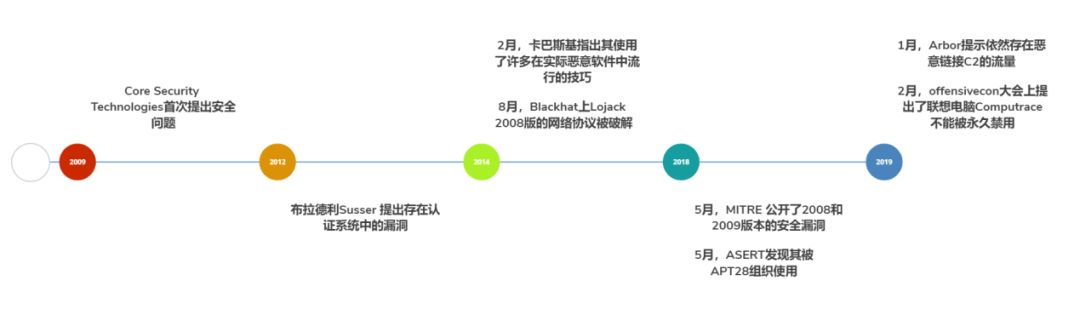 Core Security
Technologies首次提出安全
问题
2009
2012
布拉德利Susser 提出存在认
证系统中的漏洞
2月，卡巴斯基指出其使用
了许多在实际恶意软件中流
行的技巧
8月，Blackhat上Lojack
2008版的网络协议被破解
2014
2018
5月，MITRE 公开了2008和
2009版本的安全漏洞
5月，ASERT发现其被
APT28组织使用
1月，Arbor提示依然存在恶
意链接C2的流量
2月，offensivecon大会上提
出了联想电脑Computrace
不能被永久禁用
2019